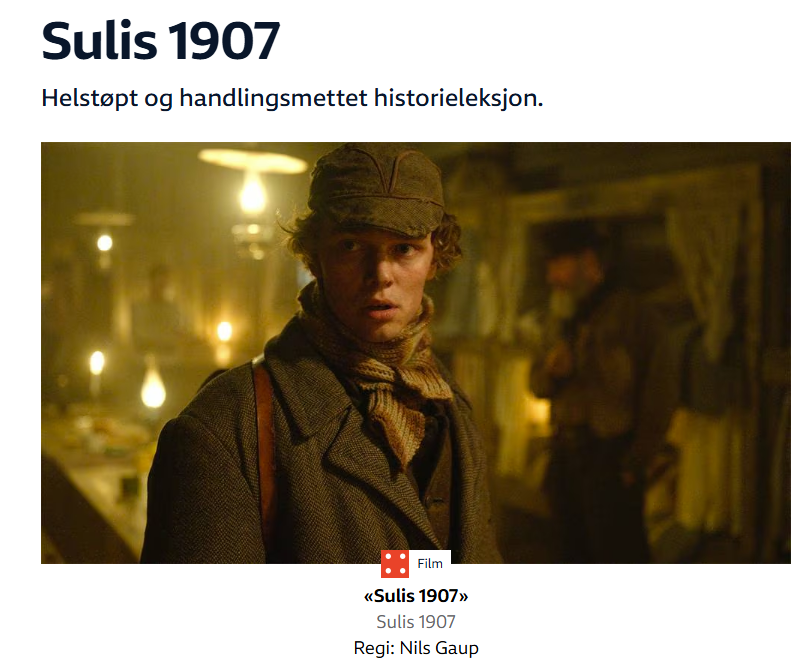 Sulis 1907
Helstøpt og handlingsmettet historieleksjon.
Film
«Sulis 1907»
Sulis 1907
Regi: Nils Gaup